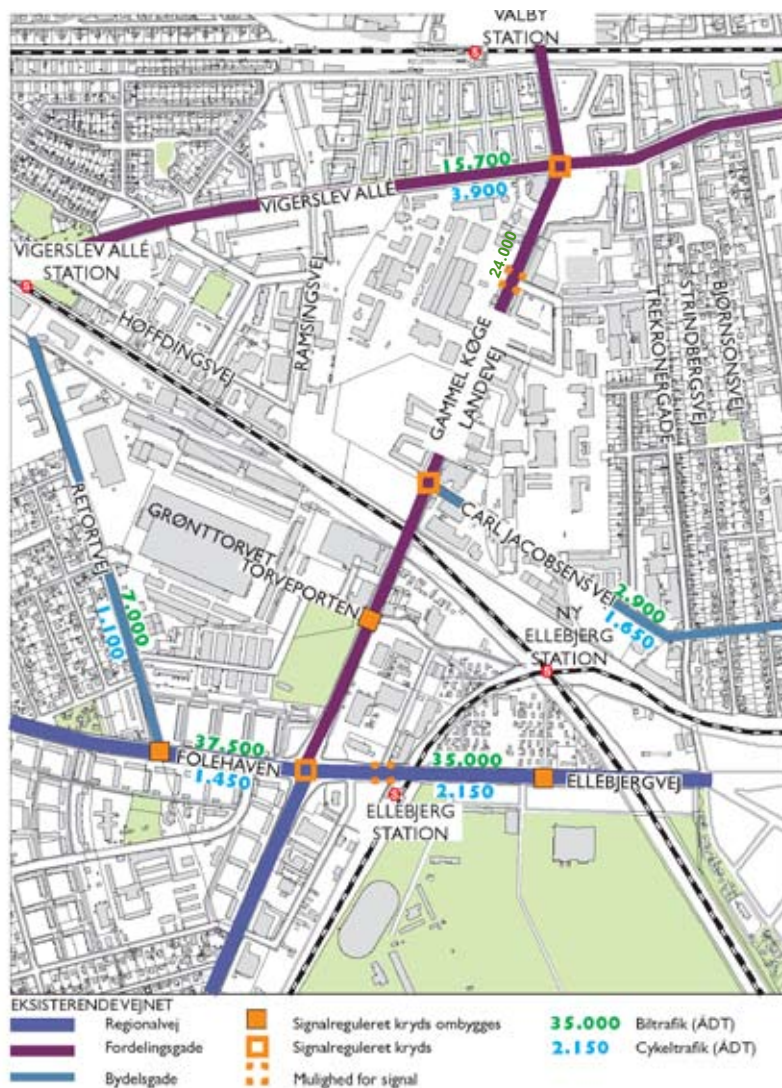 VALBY
STATION
S
15.700
3.900
VIGERSLEV ALLÉ
VIGERSLEV ALLÉ
STATION
S
24.000
HØFFDINGSVEJ
RAMSINGSVEJ
GAMMEL KØGE
LANDEVEJ
TREKRONERGADE
STRINDBERGSVEJ
BJØRNSONSVEJ
RETORTVEJ
7.000
1.100
GRØNTTORVET
TORVEPORTEN
CARL JACOBSENSVEJ
2.900
1.650
NY
ELLEBJERG
STATION
S
37.500
FOLEHAVEN
1.450
35.000
2.150
ELLEBJERGVEJ
S
ELLEBJERG
STATION
EKSISTERENDE VEJNET
Regionalvej
Fordelingsgade
Bydelsgade
Signalreguleret kryds ombygges
Signalreguleret kryds
Mulighed for signal
35.000 Biltrafik (ÅDT)
2.150 Cykeltrafik (ÅDT)